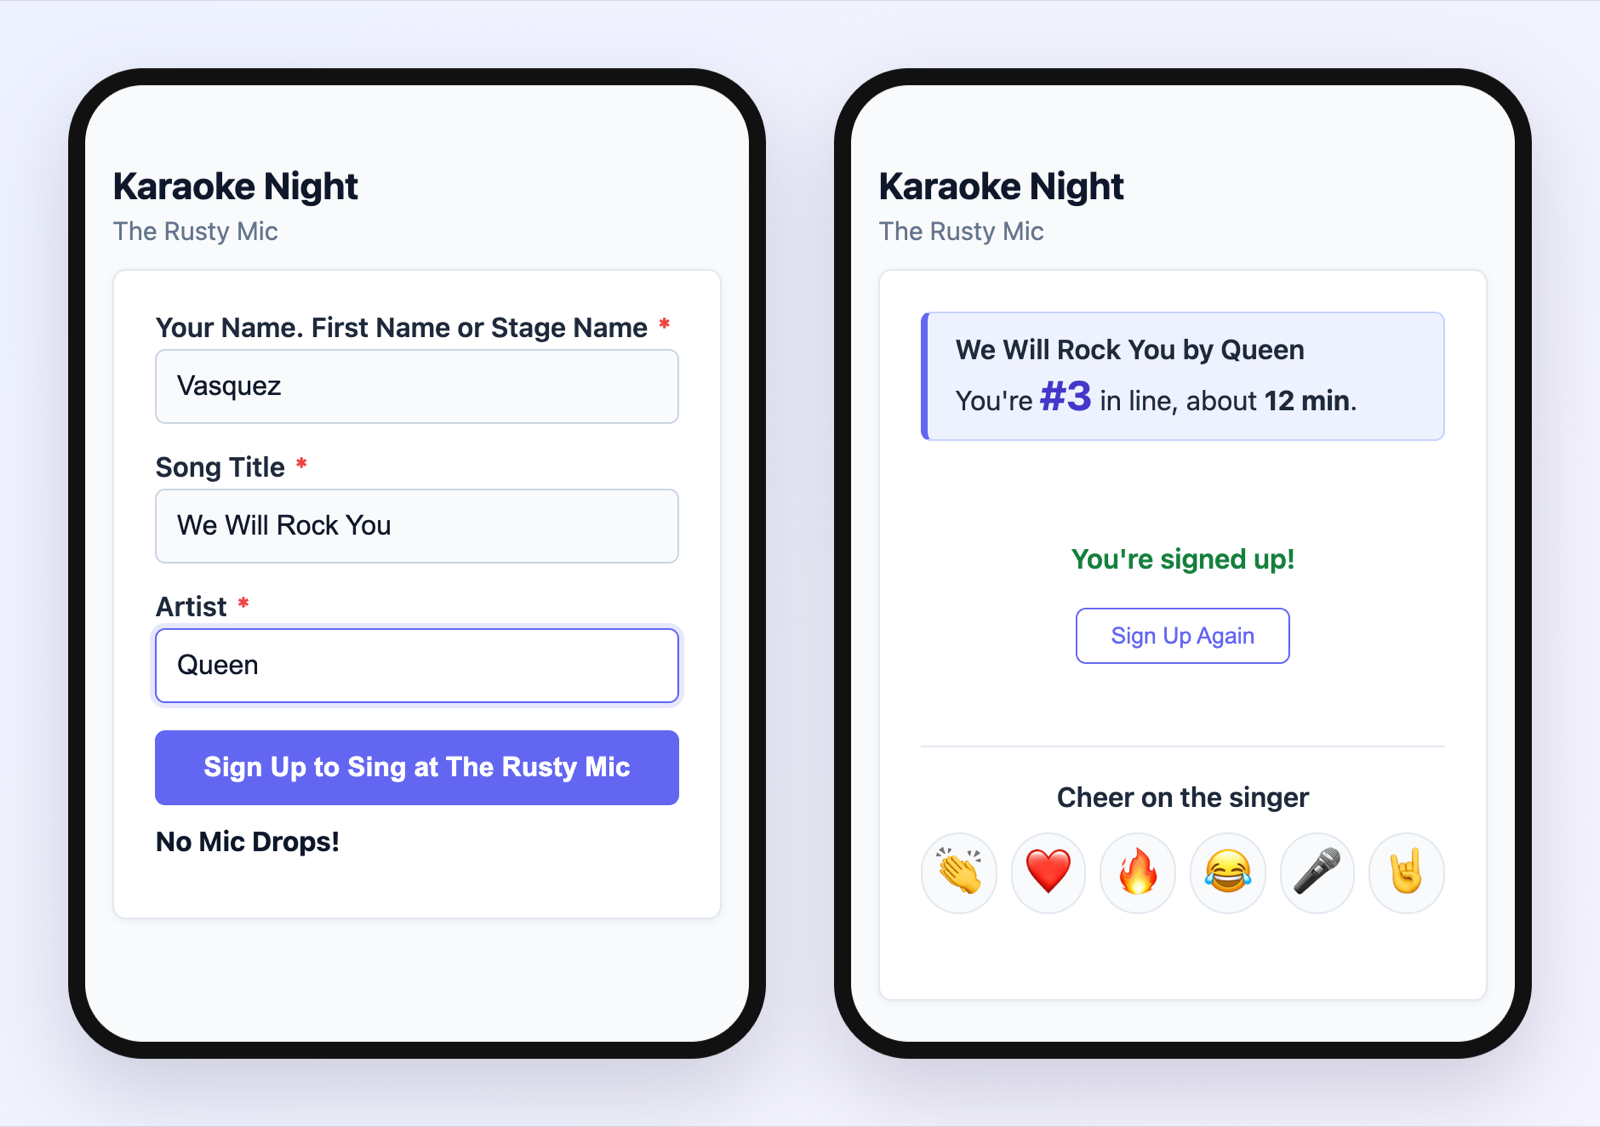 Karaoke Night
The Rusty Mic
Your Name. First Name or Stage Name *
Vasquez
Song Title *
We Will Rock You
Artist *
Queen
Sign Up to Sing at The Rusty Mic
No Mic Drops!
Karaoke Night
The Rusty Mic
We Will Rock You by Queen
You're #3 in line, about 12 min.
You're signed up!
Sign Up Again
Cheer on the singer